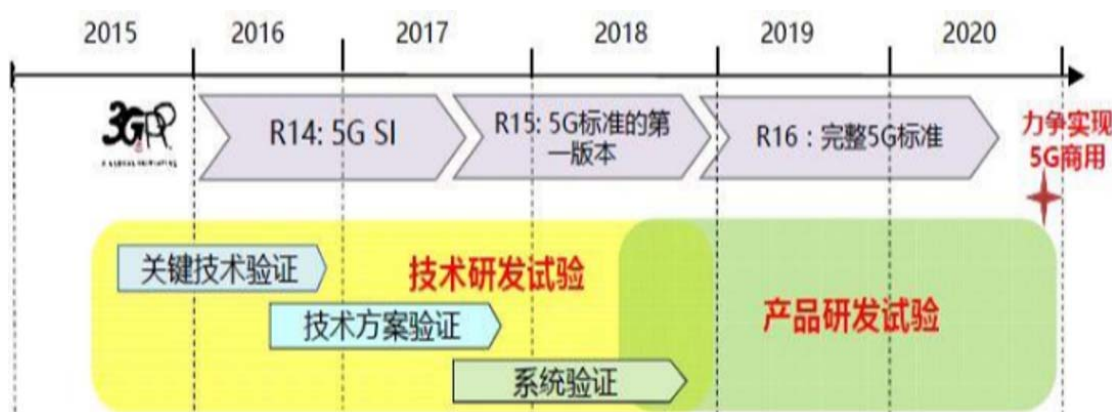 2015 2016 2017 2018 2019 2020
3GPP
A GLOBAL INITIATIVE
R14: 5G SI
R15: 5G标准的第
一版本
R16：完整5G标准
力争实现
5G商用
关键技术验证
技术研发试验
技术方案验证
产品研发试验
系统验证